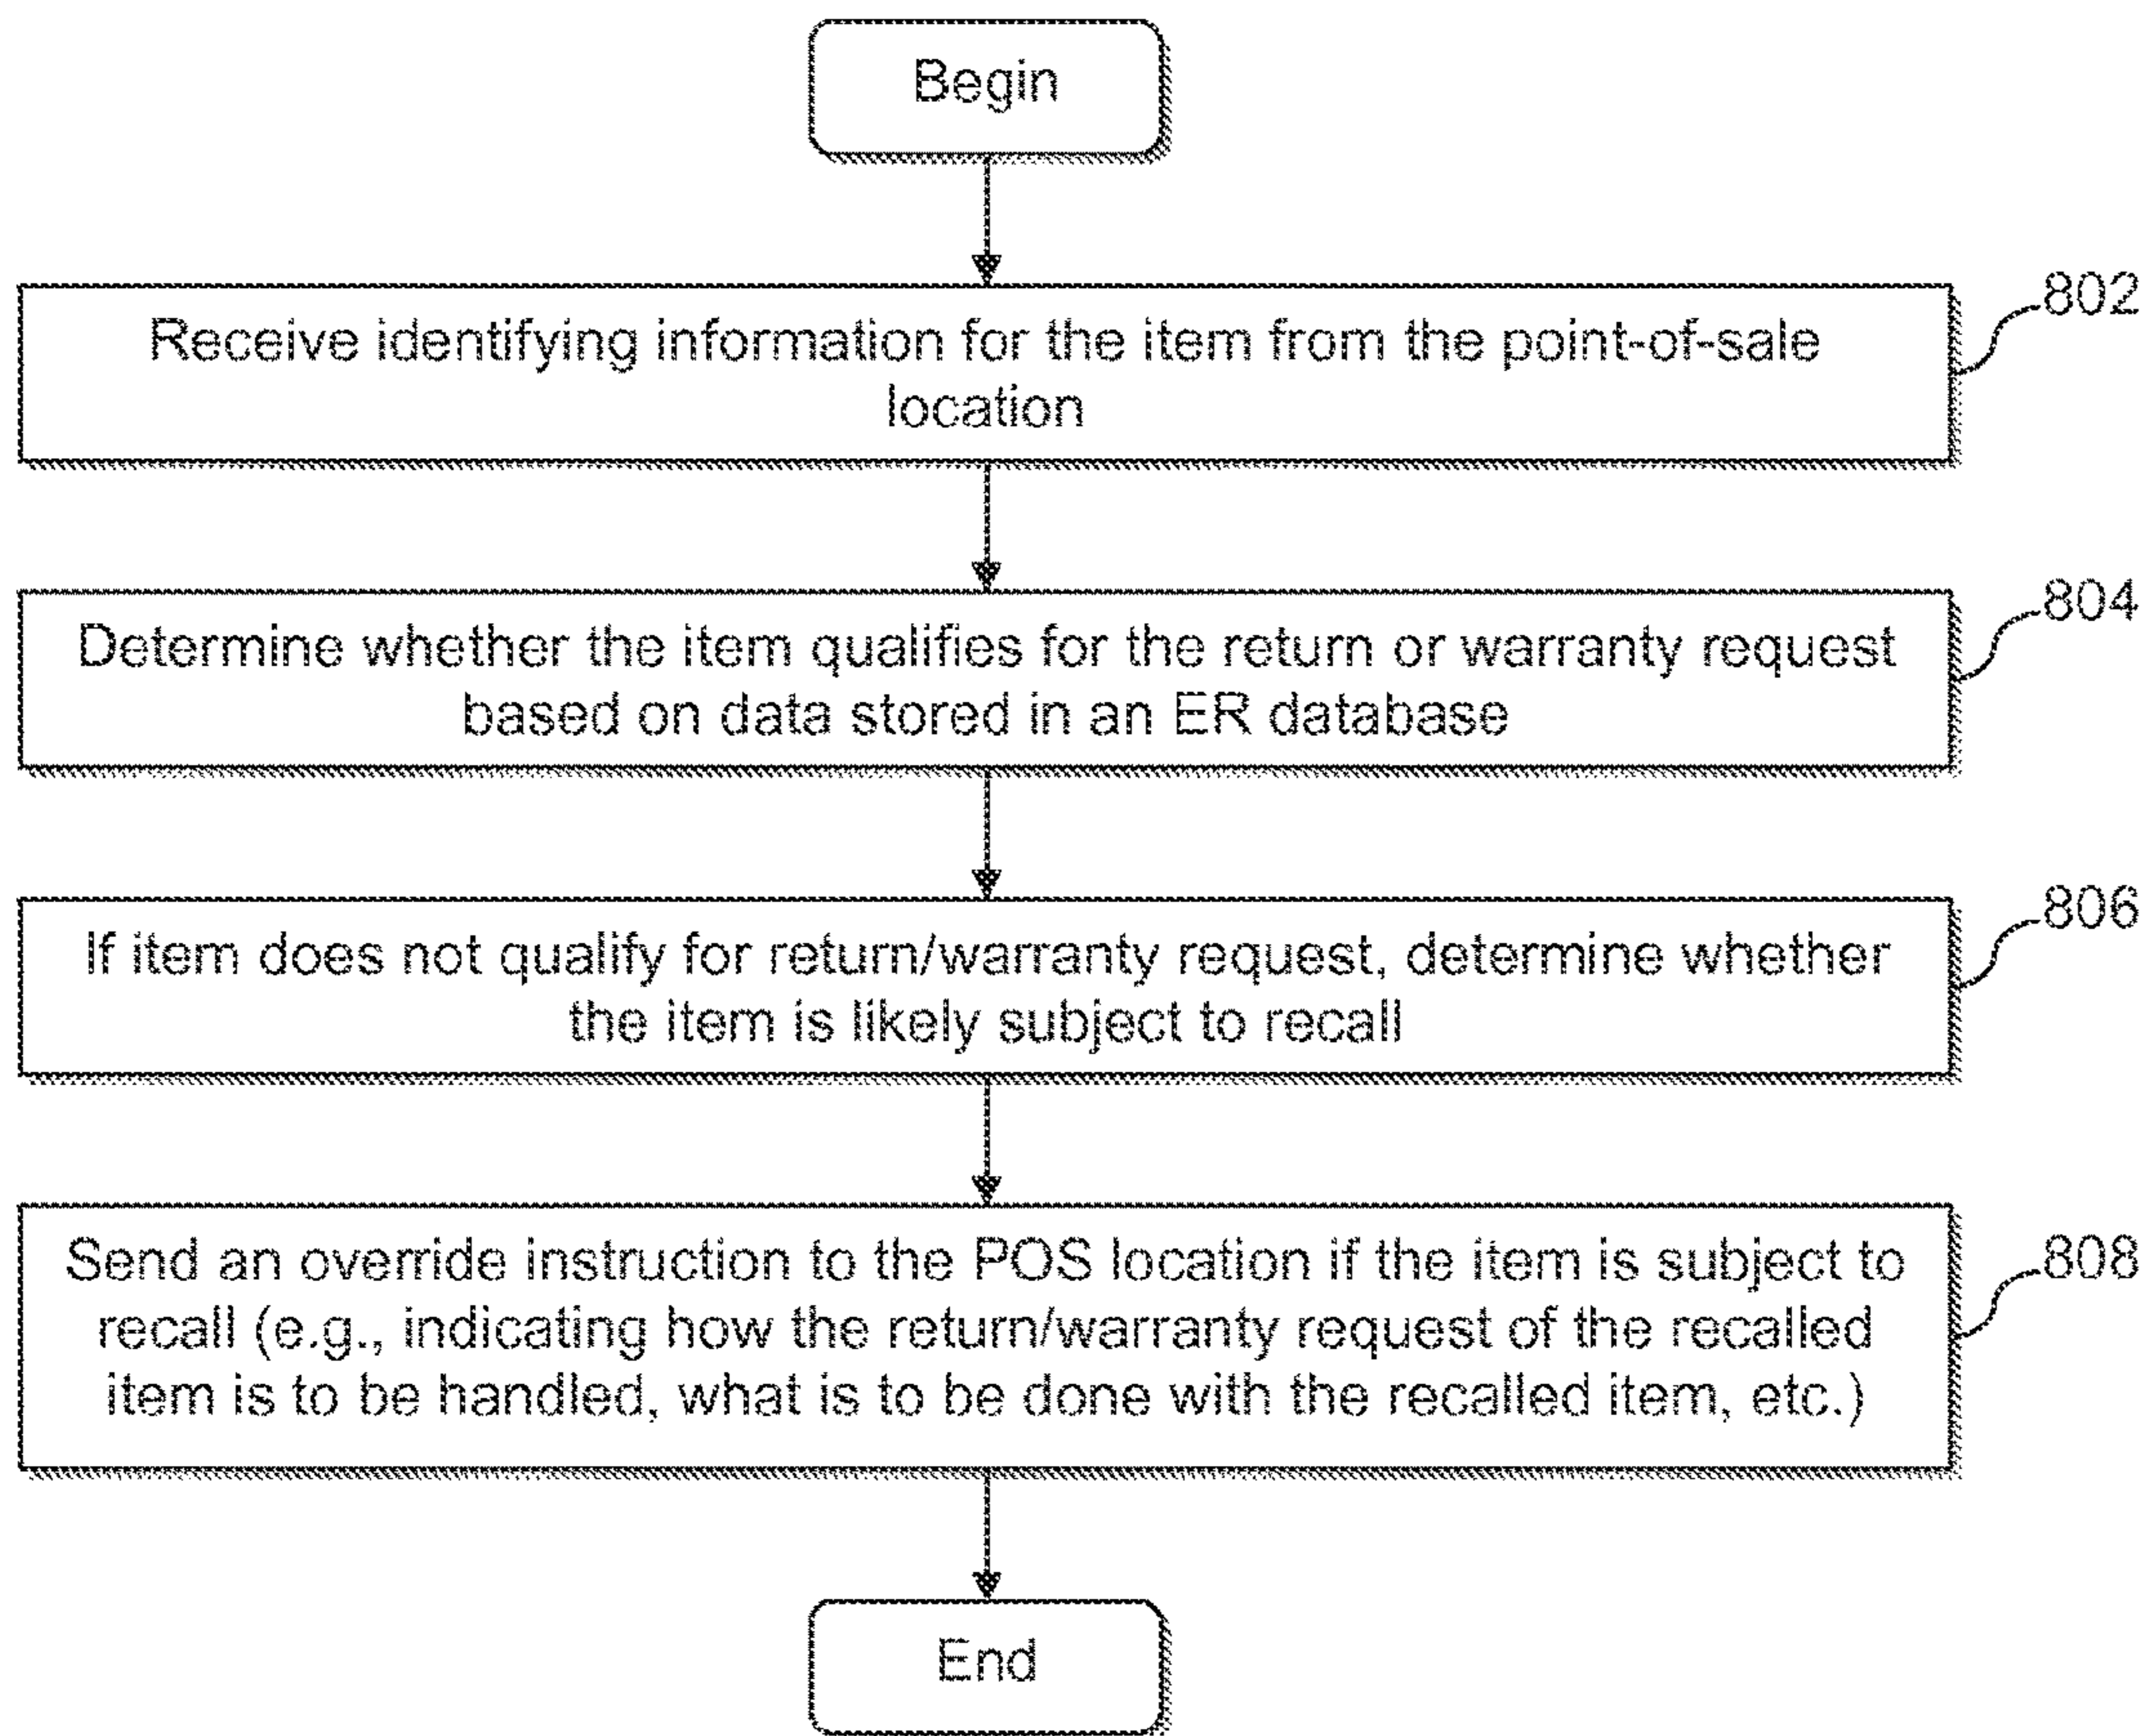 Begin
Receive identifying information for the item from the point-of-sale
location
802
Determine whether the item qualifies for the return or warranty request
based on data stored in an ER database
804
If item does not qualify for return/warranty request, determine whether
the item is likely subject to recall
806
Send an override instruction to the POS location if the item is subject to
recall (e.g., indicating how the return/warranty request of the recalled
item is to be handled, what is to be done with the recalled item, etc.)
808
End